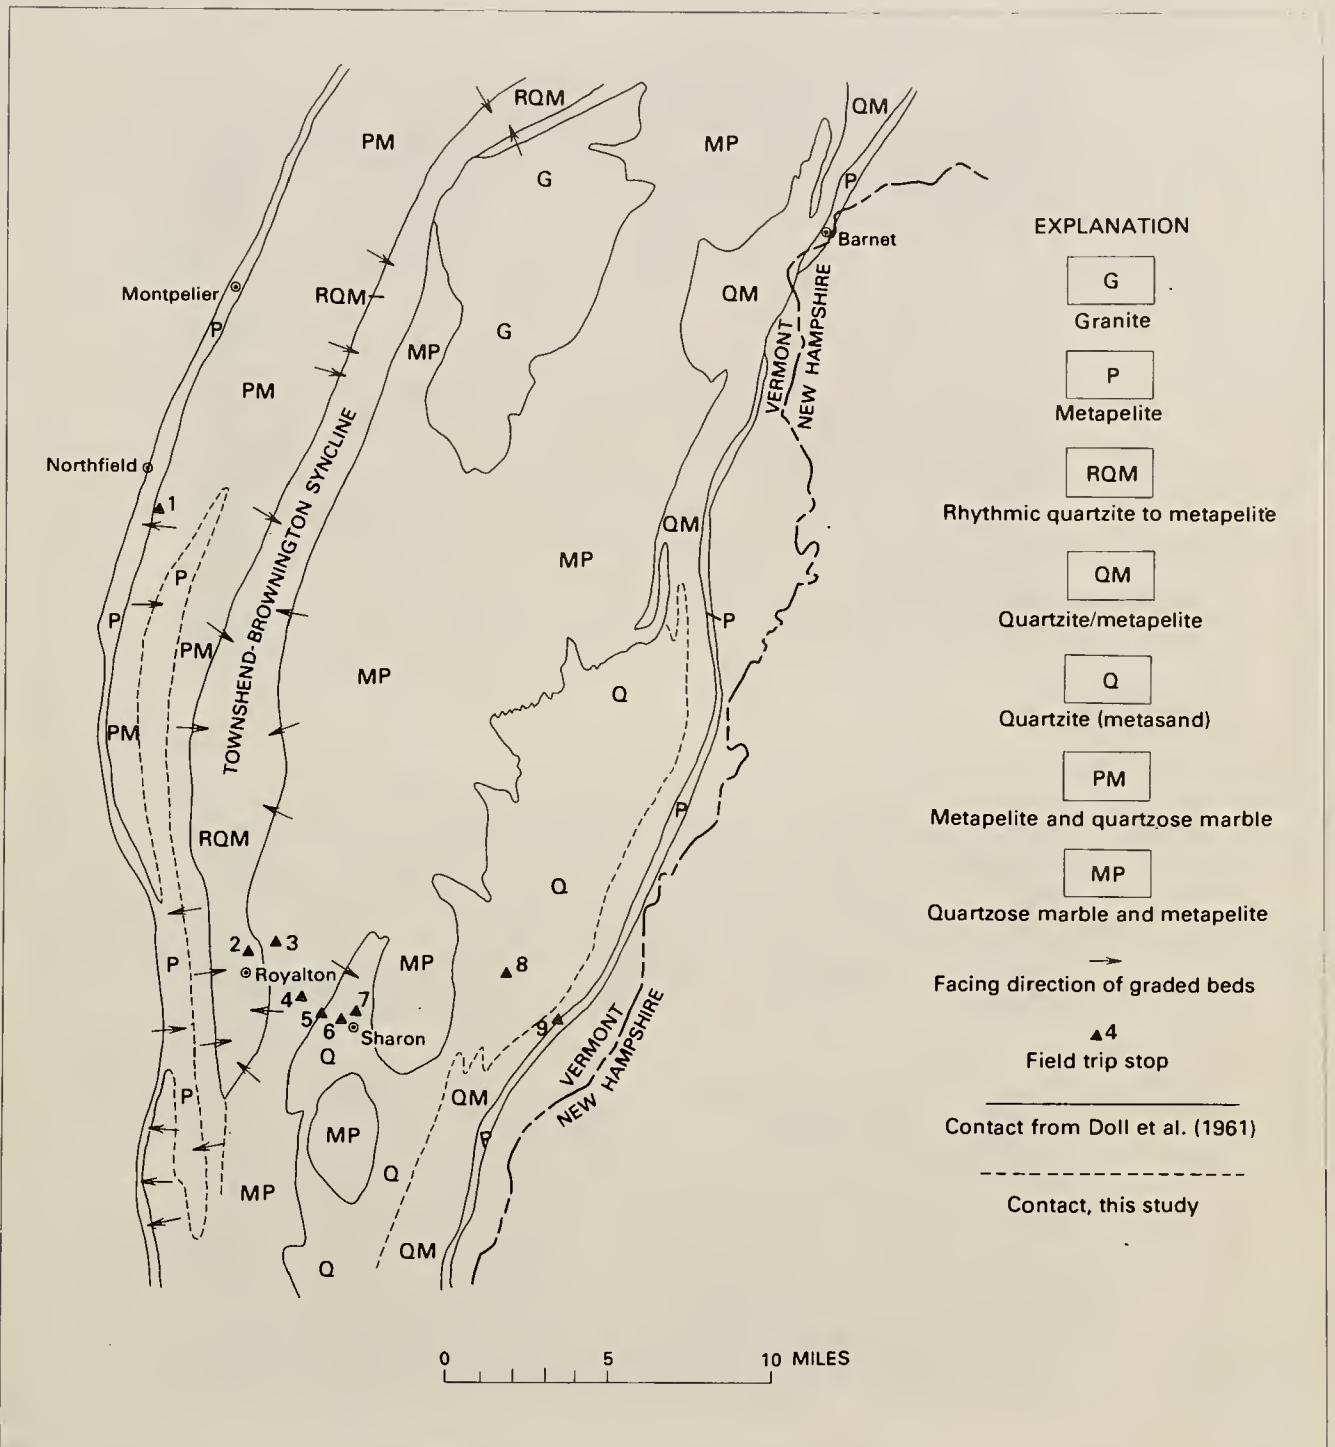 RQM
QM
PM
MP
G
P
Barnet
EXPLANATION
G
Granite
P
Metapelite
RQM
Rhythmic quartzite to metapelite
QM
Quartzite/metapelite
Q
Quartzite (metasand)
PM
Metapelite and quartzose marble
MP
Quartzose marble and metapelite
Facing direction of graded beds
4
Field trip stop
Contact from Doll et al. (1961)
Contact, this study
Montpelier
RQM
QM
P
G
MP
VERMONT
NEW HAMPSHIRE
PM
TOWNSHEND-BROWNINGTON SYNCLINE
Northfield
1
QM
MP
P
P
P
PM
MP
Q
PM
P
RQM
Q
2
3
P
Royalton
MP
8
4
5
6
7
9
Sharon
Q
VERMONT
NEW HAMPSHIRE
P
QM
MP
P
Q
MP
QM
Q
0 5 10 MILES